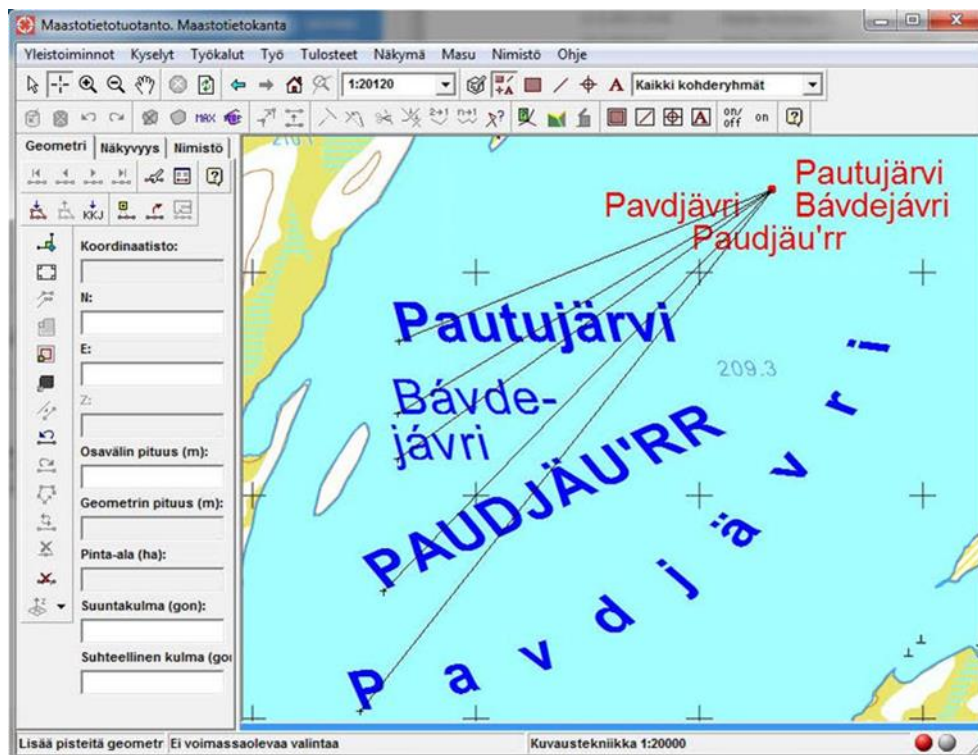 Maastotietotuotanto. Maastotietokanta
Yleistoiminnot Kyselyt Työkalut Työ Tulosteet Näkymä Masu Nimistö Ohje
1:20120 A Kaikki kohderyhmät
MAX 2→1 n→1 A on/off on
Geometri Näkyvyys Nimistö
KKJ
Koordinaatisto:
N:
E:
Z:
Osavälin pituus (m):
Geometrin pituus (m):
Pinta-ala (ha):
Suuntakulma (gon):
Suhteellinen kulma (go
Pautujärvi
Pavdjävri Bávdejávri
Paudjäu'rr
Pautujärvi
209.3
Bávde-
jávri
PAUDJÄU'RR
Pavdjävri
Lisää pisteitä geometr Ei voimassaolevaa valintaa Kuvaustekniikka 1:20000